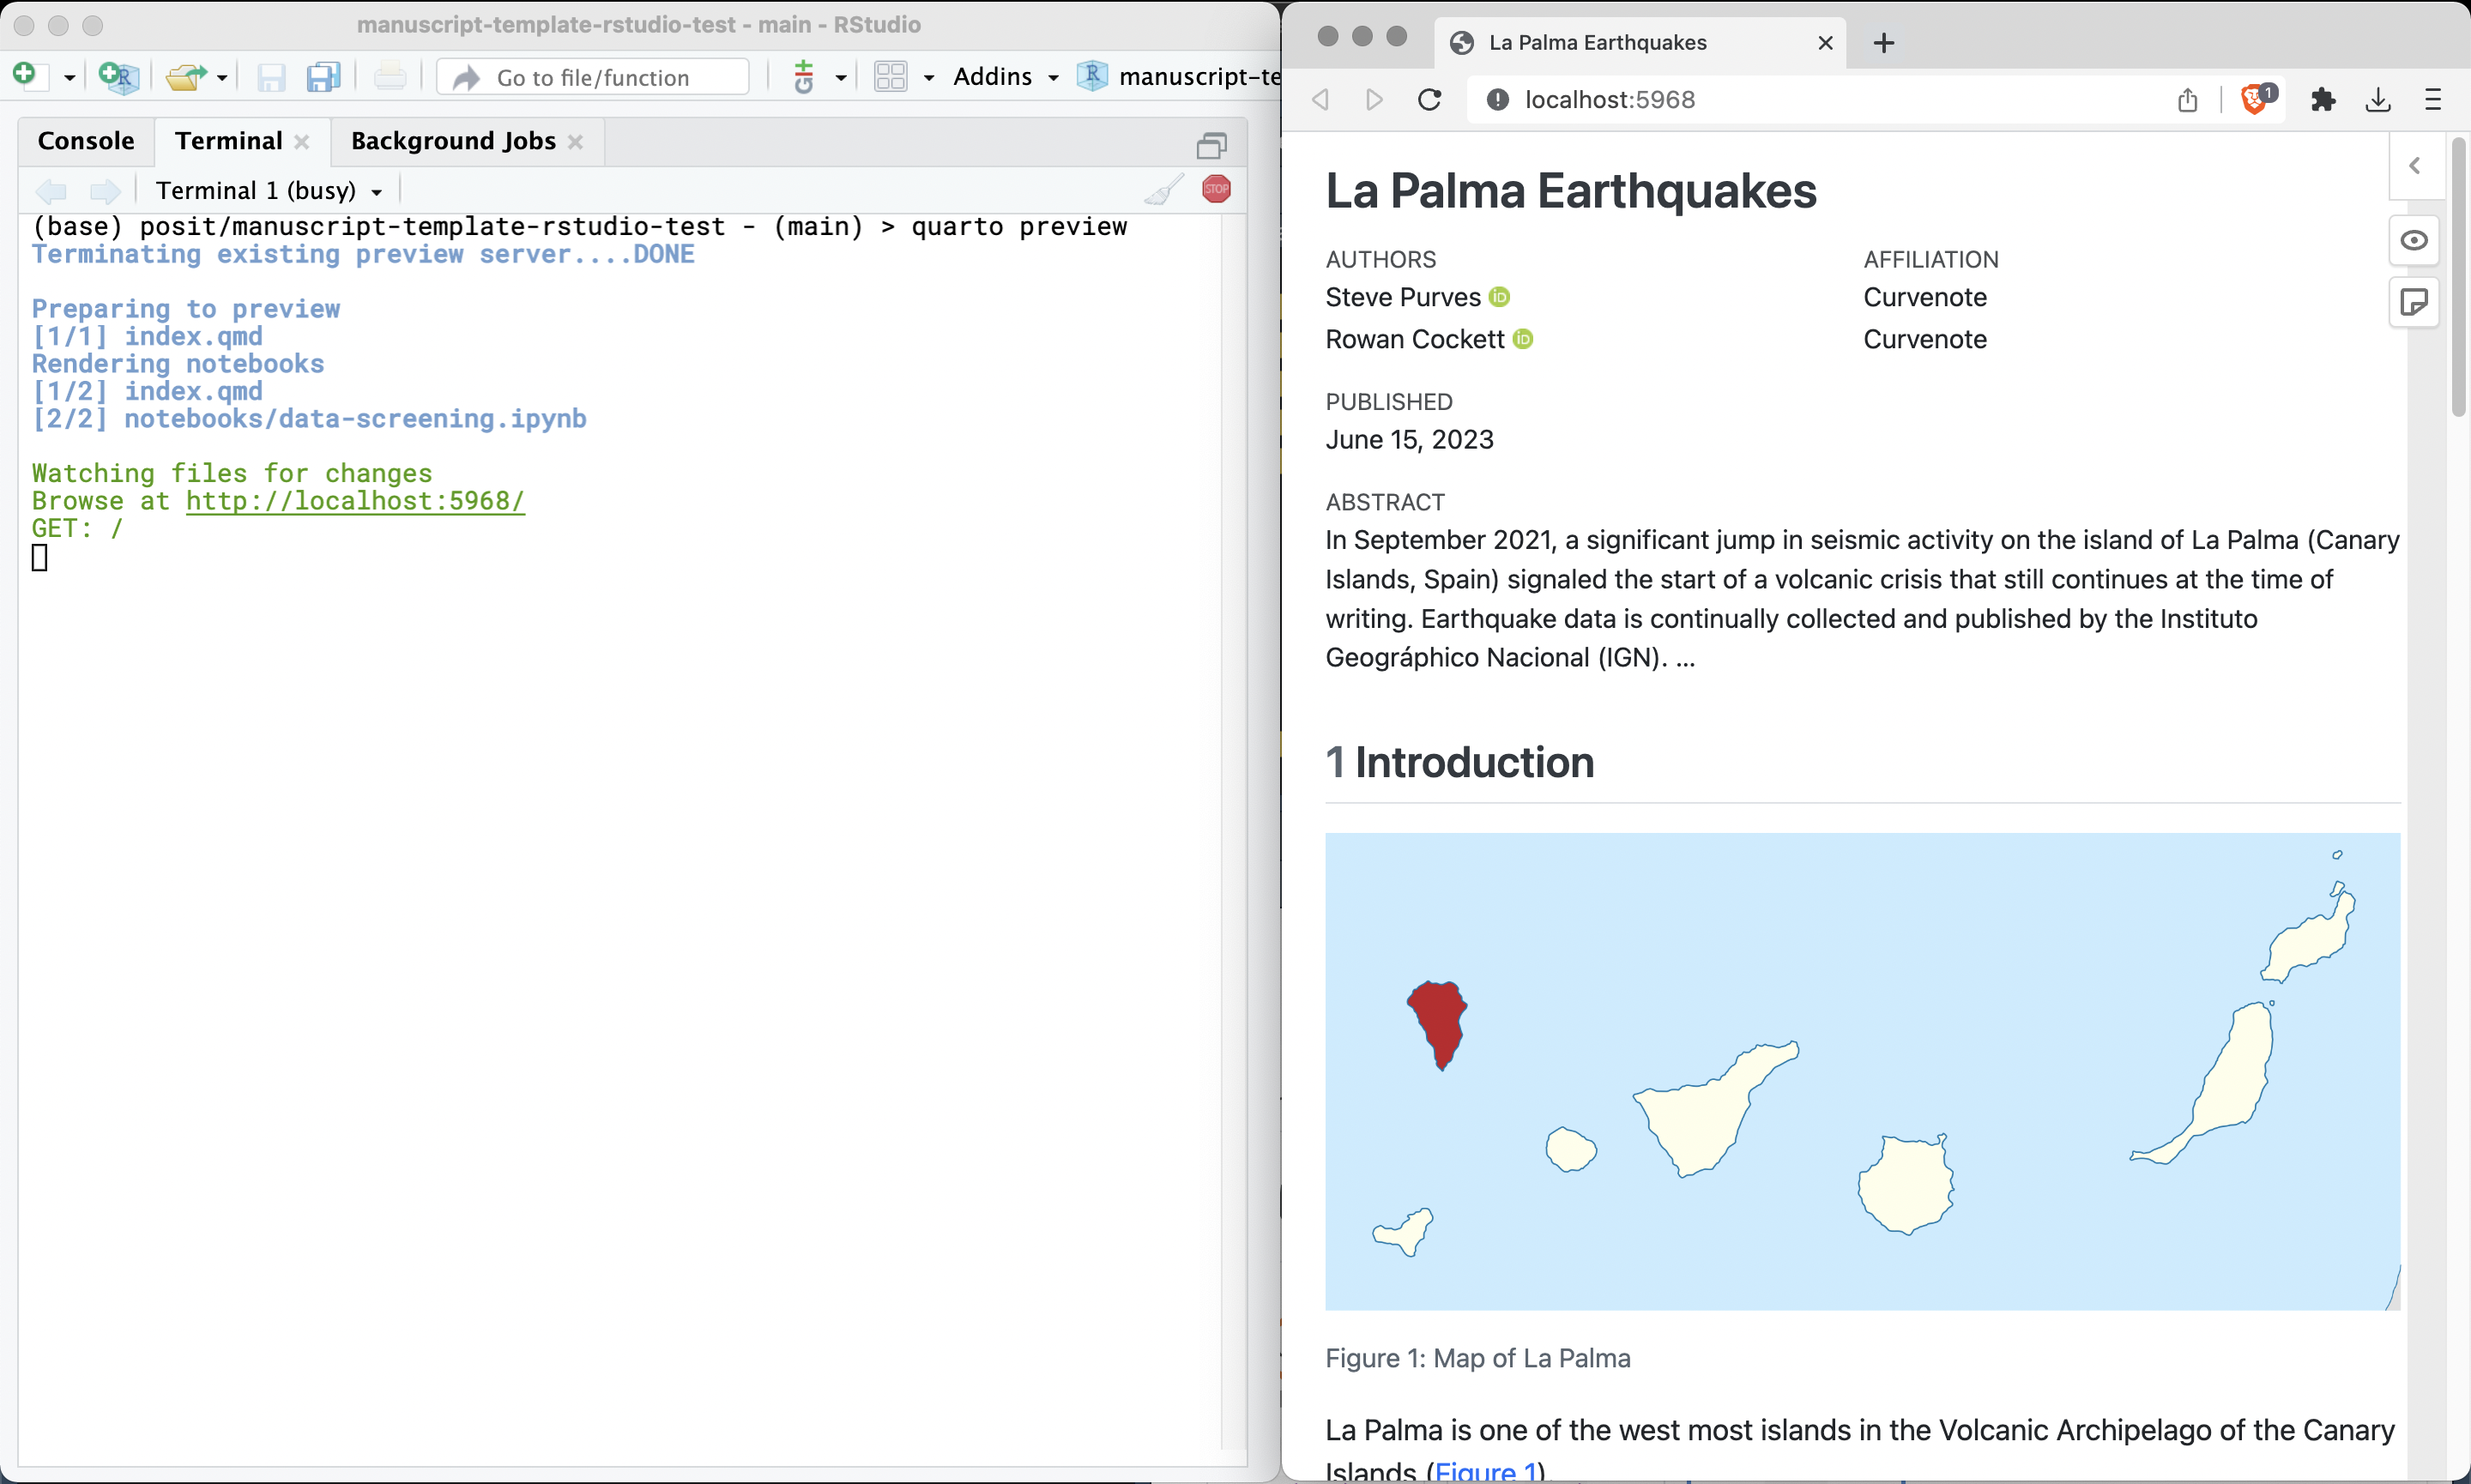 manuscript-template-rstudio-test - main - RStudio
Go to file/function
Addins
manuscript-te
Console
Terminal
Background Jobs
Terminal 1 (busy)
STOP
(base) posit/manuscript-template-rstudio-test - (main) > quarto preview
Terminating existing preview server....DONE
Preparing to preview
[1/1] index.qmd
Rendering notebooks
[1/2] index.qmd
[2/2] notebooks/data-screening.ipynb
Watching files for changes
Browse at http://localhost:5968/
GET: /
La Palma Earthquakes
localhost:5968
1
La Palma Earthquakes
AUTHORS
AFFILIATION
Steve Purves iD
Curvenote
Rowan Cockett iD
Curvenote
PUBLISHED
June 15, 2023
ABSTRACT
In September 2021, a significant jump in seismic activity on the island of La Palma (Canary
Islands, Spain) signaled the start of a volcanic crisis that still continues at the time of
writing. Earthquake data is continually collected and published by the Instituto
Geográphico Nacional (IGN). ...
1 Introduction
Figure 1: Map of La Palma
La Palma is one of the west most islands in the Volcanic Archipelago of the Canary
Islands (Figure 1)